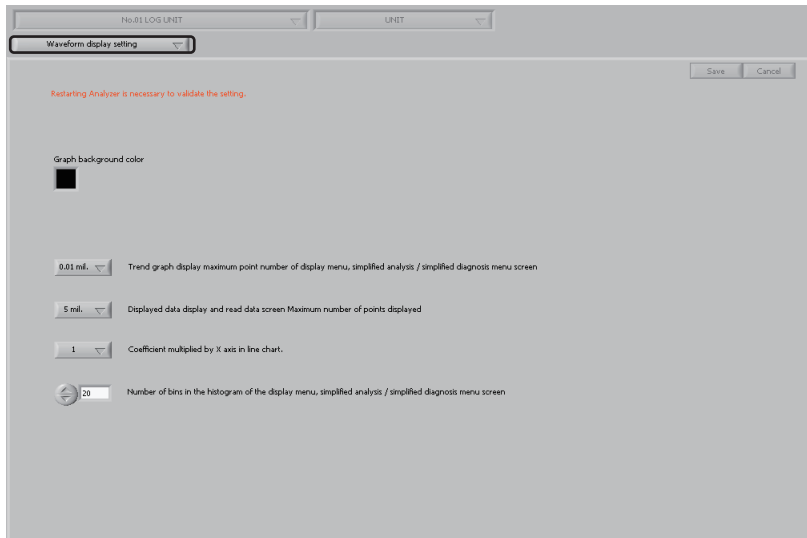 No.01 LOG UNIT
UNIT
Waveform display setting
Save
Cancel
Restarting Analyzer is necessary to validate the setting.
Graph background color
0.01 mil.
Trend graph display maximum point number of display menu, simplified analysis / simplified diagnosis menu screen
5 mil.
Displayed data display and read data screen Maximum number of points displayed
1
Coefficient multiplied by X axis in line chart.
20
Number of bins in the histogram of the display menu, simplified analysis / simplified diagnosis menu screen